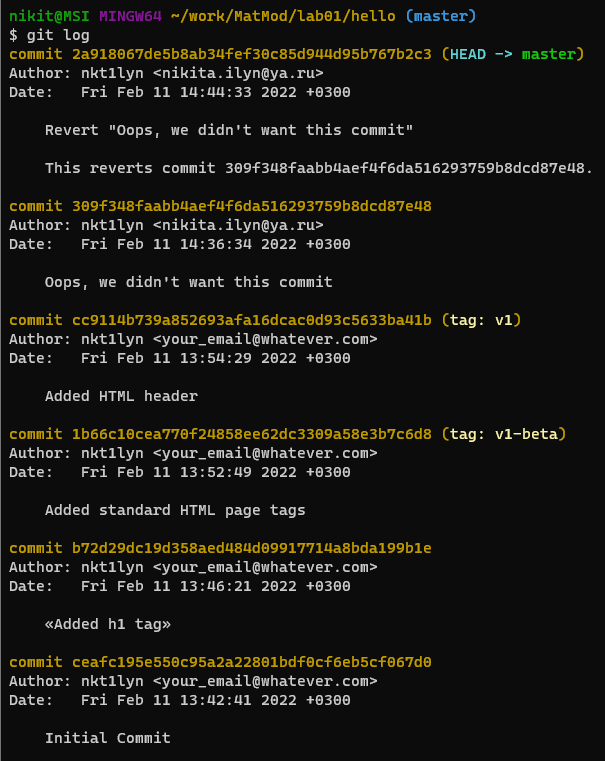 nikit@MSI MINGW64 ~/work/MatMod/lab01/hello (master)
$ git log
commit 2a918067de5b8ab34fef30c85d944d95b767b2c3 (HEAD -> master)
Author: nkt1lyn <nikita.ilyn@ya.ru>
Date:   Fri Feb 11 14:44:33 2022 +0300
    Revert "Oops, we didn't want this commit"
    This reverts commit 309f348faabb4aef4f6da516293759b8dcd87e48.
commit 309f348faabb4aef4f6da516293759b8dcd87e48
Author: nkt1lyn <nikita.ilyn@ya.ru>
Date:   Fri Feb 11 14:36:34 2022 +0300
    Oops, we didn't want this commit
commit cc9114b739a852693afa16dcac0d93c5633ba41b (tag: v1)
Author: nkt1lyn <your_email@whatever.com>
Date:   Fri Feb 11 13:54:29 2022 +0300
    Added HTML header
commit 1b66c10cea770f24858ee62dc3309a58e3b7c6d8 (tag: v1-beta)
Author: nkt1lyn <your_email@whatever.com>
Date:   Fri Feb 11 13:52:49 2022 +0300
    Added standard HTML page tags
commit b72d29dc19d358aed484d09917714a8bda199b1e
Author: nkt1lyn <your_email@whatever.com>
Date:   Fri Feb 11 13:46:21 2022 +0300
    «Added h1 tag»
commit ceafc195e550c95a2a22801bdf0cf6eb5cf067d0
Author: nkt1lyn <your_email@whatever.com>
Date:   Fri Feb 11 13:42:41 2022 +0300
    Initial Commit